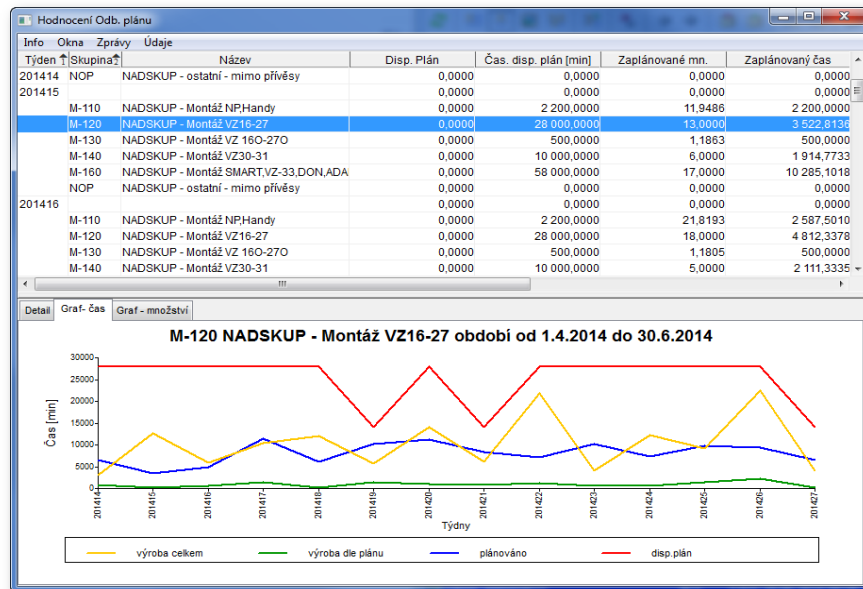 Hodnocení Odb. plánu
Info Okna Zprávy Údaje
Týden Skupina Název Disp. Plán Čas. disp. plán [min] Zaplánované mn. Zaplánovaný čas
201414 NOP NADSKUP - ostatní - mimo přívěsy 0,0000 0,0000 0,0000 0,0000
201415 0,0000 0,0000 0,0000 0,0000
M-110 NADSKUP - Montáž NP,Handy 0,0000 2 200,0000 11,9486 2 200,0000
M-120 NADSKUP - Montáž VZ16-27 0,0000 28 000,0000 13,0000 3 522,8136
M-130 NADSKUP - Montáž VZ 16O-27O 0,0000 500,0000 1,1863 500,0000
M-140 NADSKUP - Montáž VZ30-31 0,0000 10 000,0000 6,0000 1 914,7733
M-160 NADSKUP - Montáž SMART,VZ-33,DON,ADA 0,0000 58 000,0000 17,0000 10 285,1018
NOP NADSKUP - ostatní - mimo přívěsy 0,0000 0,0000 0,0000 0,0000
201416 0,0000 0,0000 0,0000 0,0000
M-110 NADSKUP - Montáž NP,Handy 0,0000 2 200,0000 21,8193 2 587,5010
M-120 NADSKUP - Montáž VZ16-27 0,0000 28 000,0000 18,0000 4 812,3378
M-130 NADSKUP - Montáž VZ 16O-27O 0,0000 500,0000 1,1805 500,0000
M-140 NADSKUP - Montáž VZ30-31 0,0000 10 000,0000 5,0000 2 111,3335
Detail Graf- čas Graf - množství
M-120 NADSKUP - Montáž VZ16-27 období od 1.4.2014 do 30.6.2014
30000
25000
20000
15000
10000
5000
0
Čas [min]
201414 201415 201416 201417 201418 201419 201420 201421 201422 201423 201424 201425 201426 201427
Týdny
výroba celkem výroba dle plánu plánováno disp.plán